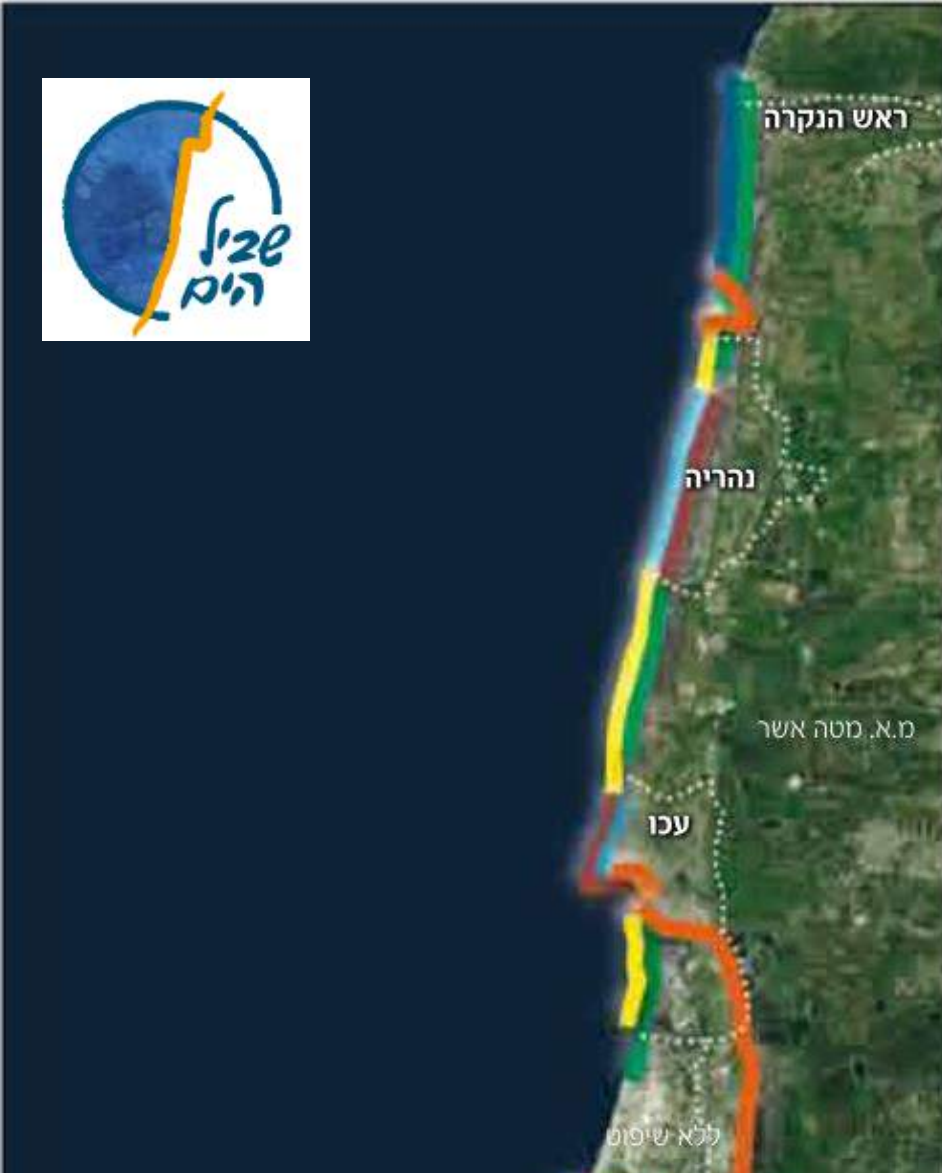 שביל
הים
ראש הנקרה
נהריה
מ.א. מטה אשר
עכו
ללא שיפוט